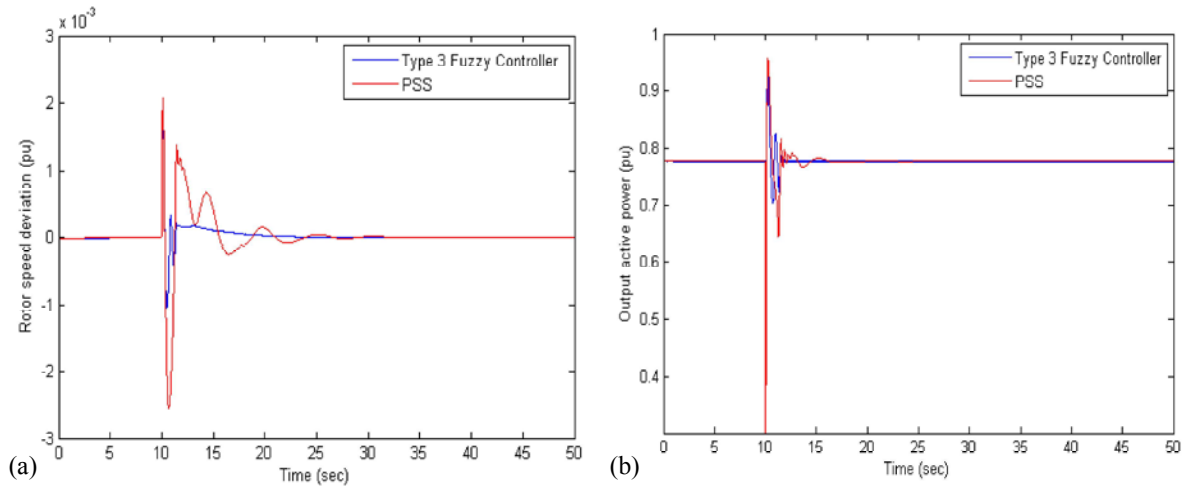 x 10⁻³
3
2
1
0
-1
-2
-3
0 5 10 15 20 25 30 35 40 45 50
Rotor speed deviation (pu)
Time (sec)
Type 3 Fuzzy Controller
PSS
(a)
1
0.9
0.8
0.7
0.6
0.5
0.4
0 5 10 15 20 25 30 35 40 45 50
Output active power (pu)
Time (sec)
Type 3 Fuzzy Controller
PSS
(b)